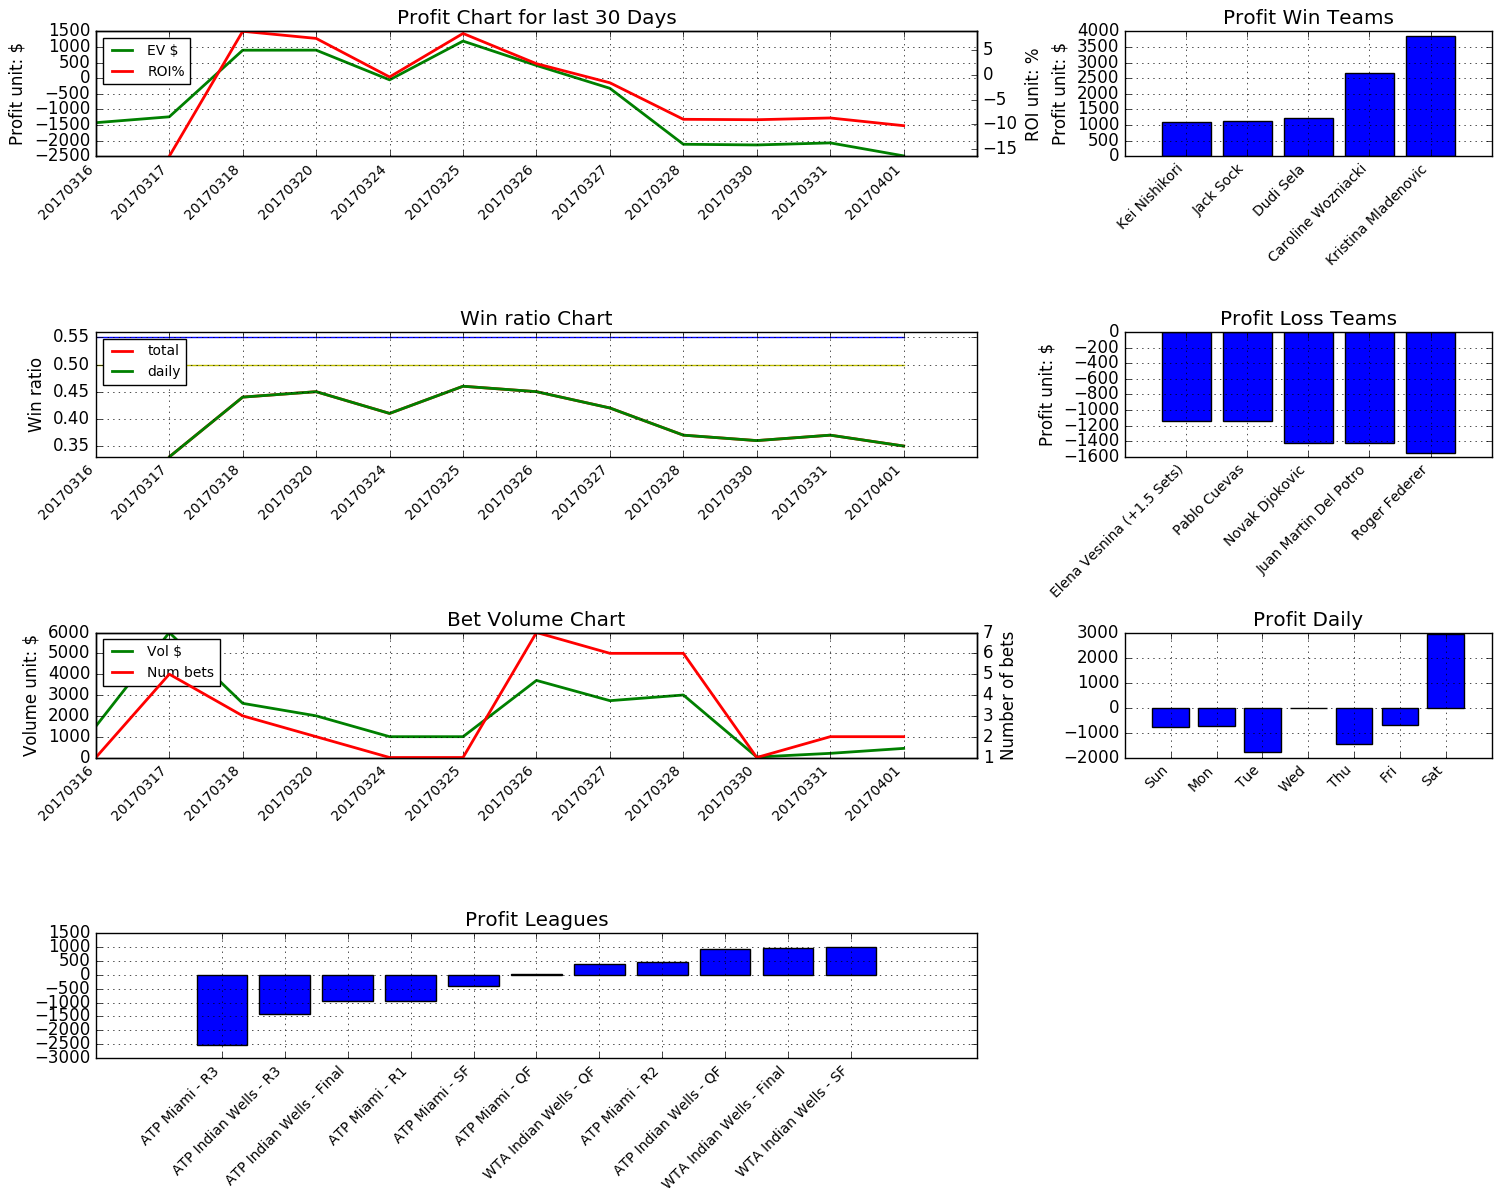 Profit Chart for last 30 Days
Profit unit: $
1500
1000
500
0
−500
−1000
−1500
−2000
−2500
EV $
ROI%
5
0
−5
−10
−15
ROI unit: %
20170316
20170317
20170318
20170320
20170324
20170325
20170326
20170327
20170328
20170330
20170331
20170401
Profit Win Teams
Profit unit: $
4000
3500
3000
2500
2000
1500
1000
500
0
Kei Nishikori
Jack Sock
Dudi Sela
Caroline Wozniacki
Kristina Mladenovic
Win ratio Chart
Win ratio
0.55
0.50
0.45
0.40
0.35
total
daily
20170316
20170317
20170318
20170320
20170324
20170325
20170326
20170327
20170328
20170330
20170331
20170401
Profit Loss Teams
Profit unit: $
0
−200
−400
−600
−800
−1000
−1200
−1400
−1600
Elena Vesnina (+1.5 Sets)
Pablo Cuevas
Novak Djokovic
Juan Martin Del Potro
Roger Federer
Bet Volume Chart
Volume unit: $
6000
5000
4000
3000
2000
1000
0
Vol $
Num bets
7
6
5
4
3
2
1
Number of bets
20170316
20170317
20170318
20170320
20170324
20170325
20170326
20170327
20170328
20170330
20170331
20170401
Profit Daily
3000
2000
1000
0
−1000
−2000
Sun
Mon
Tue
Wed
Thu
Fri
Sat
Profit Leagues
1500
1000
500
0
−500
−1000
−1500
−2000
−2500
−3000
ATP Miami - R3
ATP Indian Wells - R3
ATP Indian Wells - Final
ATP Miami - R1
ATP Miami - SF
ATP Miami - QF
WTA Indian Wells - QF
ATP Miami - R2
ATP Indian Wells - QF
WTA Indian Wells - Final
WTA Indian Wells - SF